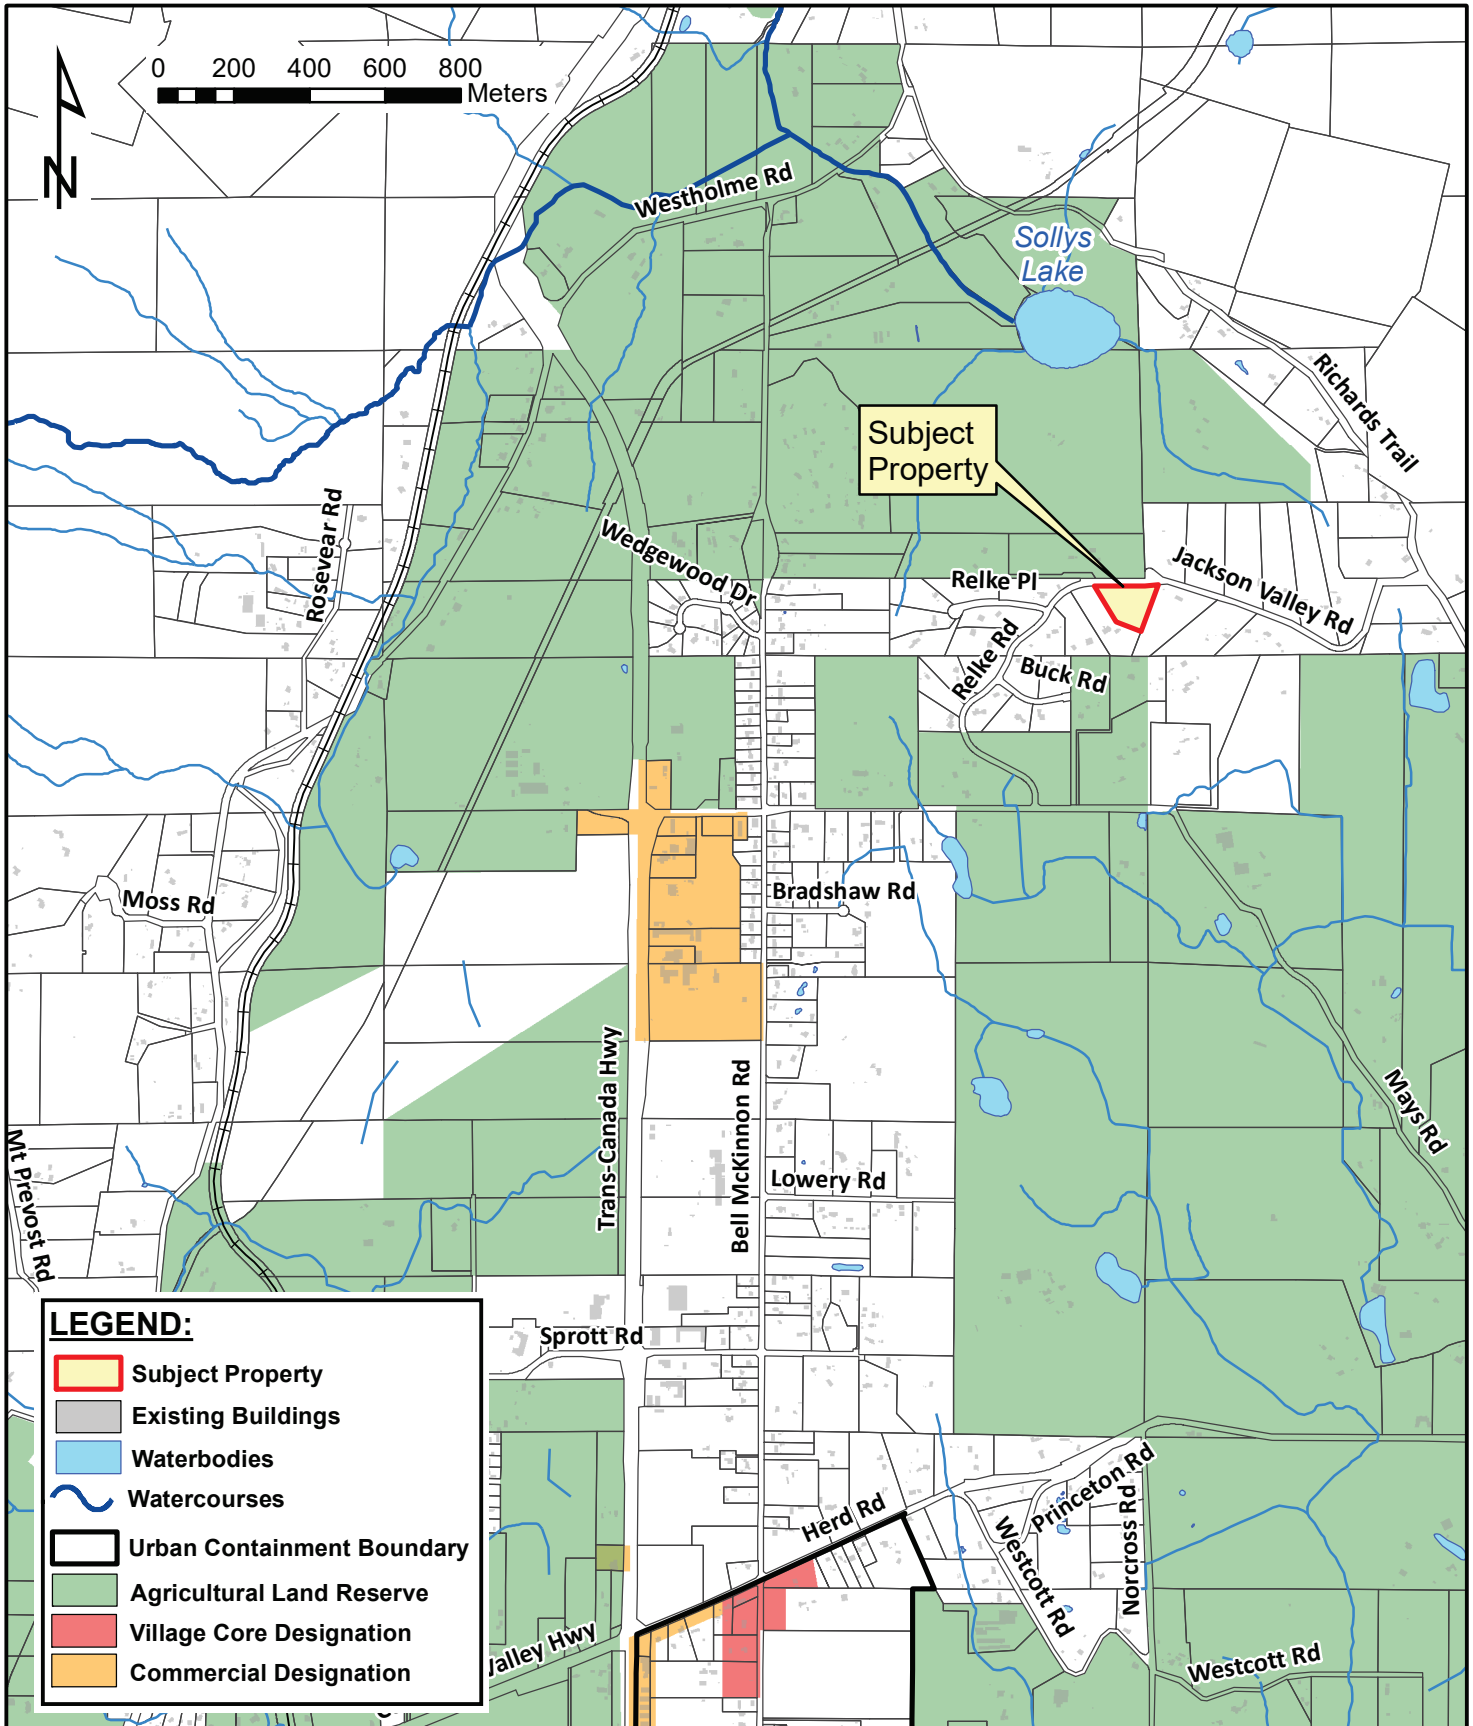 0 200 400 600 800
Meters
N
Westholme Rd
Sollys
Lake
Richards Trail
Subject
Property
Rosevear Rd
Wedgewood Dr
Relke Pl
Jackson Valley Rd
Relke Rd
Buck Rd
Moss Rd
Bradshaw Rd
Trans-Canada Hwy
Bell McKinnon Rd
Mays Rd
Mt Prevost Rd
Lowery Rd
Sprott Rd
Herd Rd
Princeton Rd
Westcott Rd
Norcross Rd
Westcott Rd
Valley Hwy
LEGEND:
Subject Property
Existing Buildings
Waterbodies
Watercourses
Urban Containment Boundary
Agricultural Land Reserve
Village Core Designation
Commercial Designation